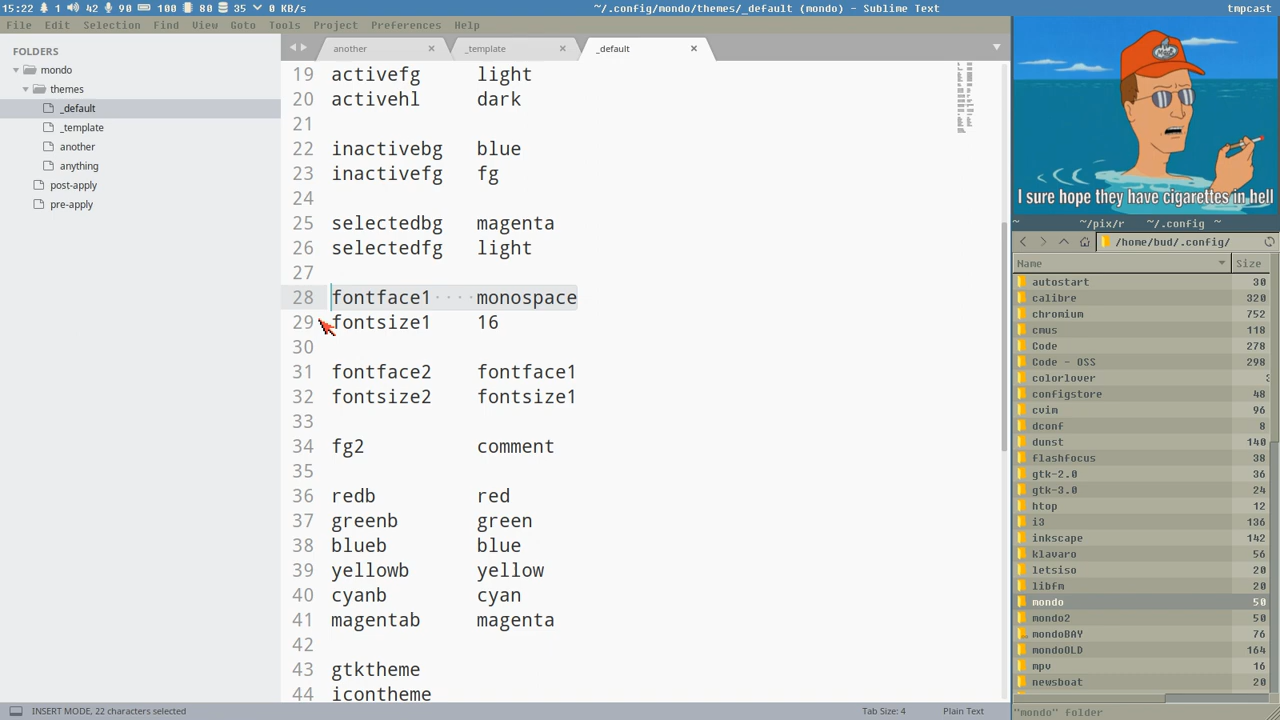 15:22 1 42 90 100 80 35 0 KB/s
~/.config/mondo/themes/_default (mondo) - Sublime Text
tmpcast
File Edit Selection Find View Goto Tools Project Preferences Help
FOLDERS
mondo
themes
_default
_template
another
anything
post-apply
pre-apply
another _template _default
19 activefg light
20 activehl dark
21
22 inactivebg blue
23 inactivefg fg
24
25 selectedbg magenta
26 selectedfg light
27
28 fontface1 ···· monospace
29 fontsize1 16
30
31 fontface2 fontface1
32 fontsize2 fontsize1
33
34 fg2 comment
35
36 redb red
37 greenb green
38 blueb blue
39 yellowb yellow
40 cyanb cyan
41 magentab magenta
42
43 gtktheme
44 icontheme
INSERT MODE, 22 characters selected
Tab Size: 4
Plain Text
I sure hope they have cigarettes in hell
~ ~/pix/r ~/.config ~
/home/bud/.config/
Name Size
autostart 30
calibre 320
chromium 752
cmus 118
Code 278
Code - OSS 298
colorlover
configstore 48
cvim 96
dconf 8
dunst 140
flashfocus 38
gtk-2.0 36
gtk-3.0 24
htop 12
i3 136
inkscape 142
klavaro 56
letsiso 20
libfm 20
mondo 50
mondo2 50
mondoBAY 76
mondoOLD 164
mpv 16
newsboat 82
"mondo" folder